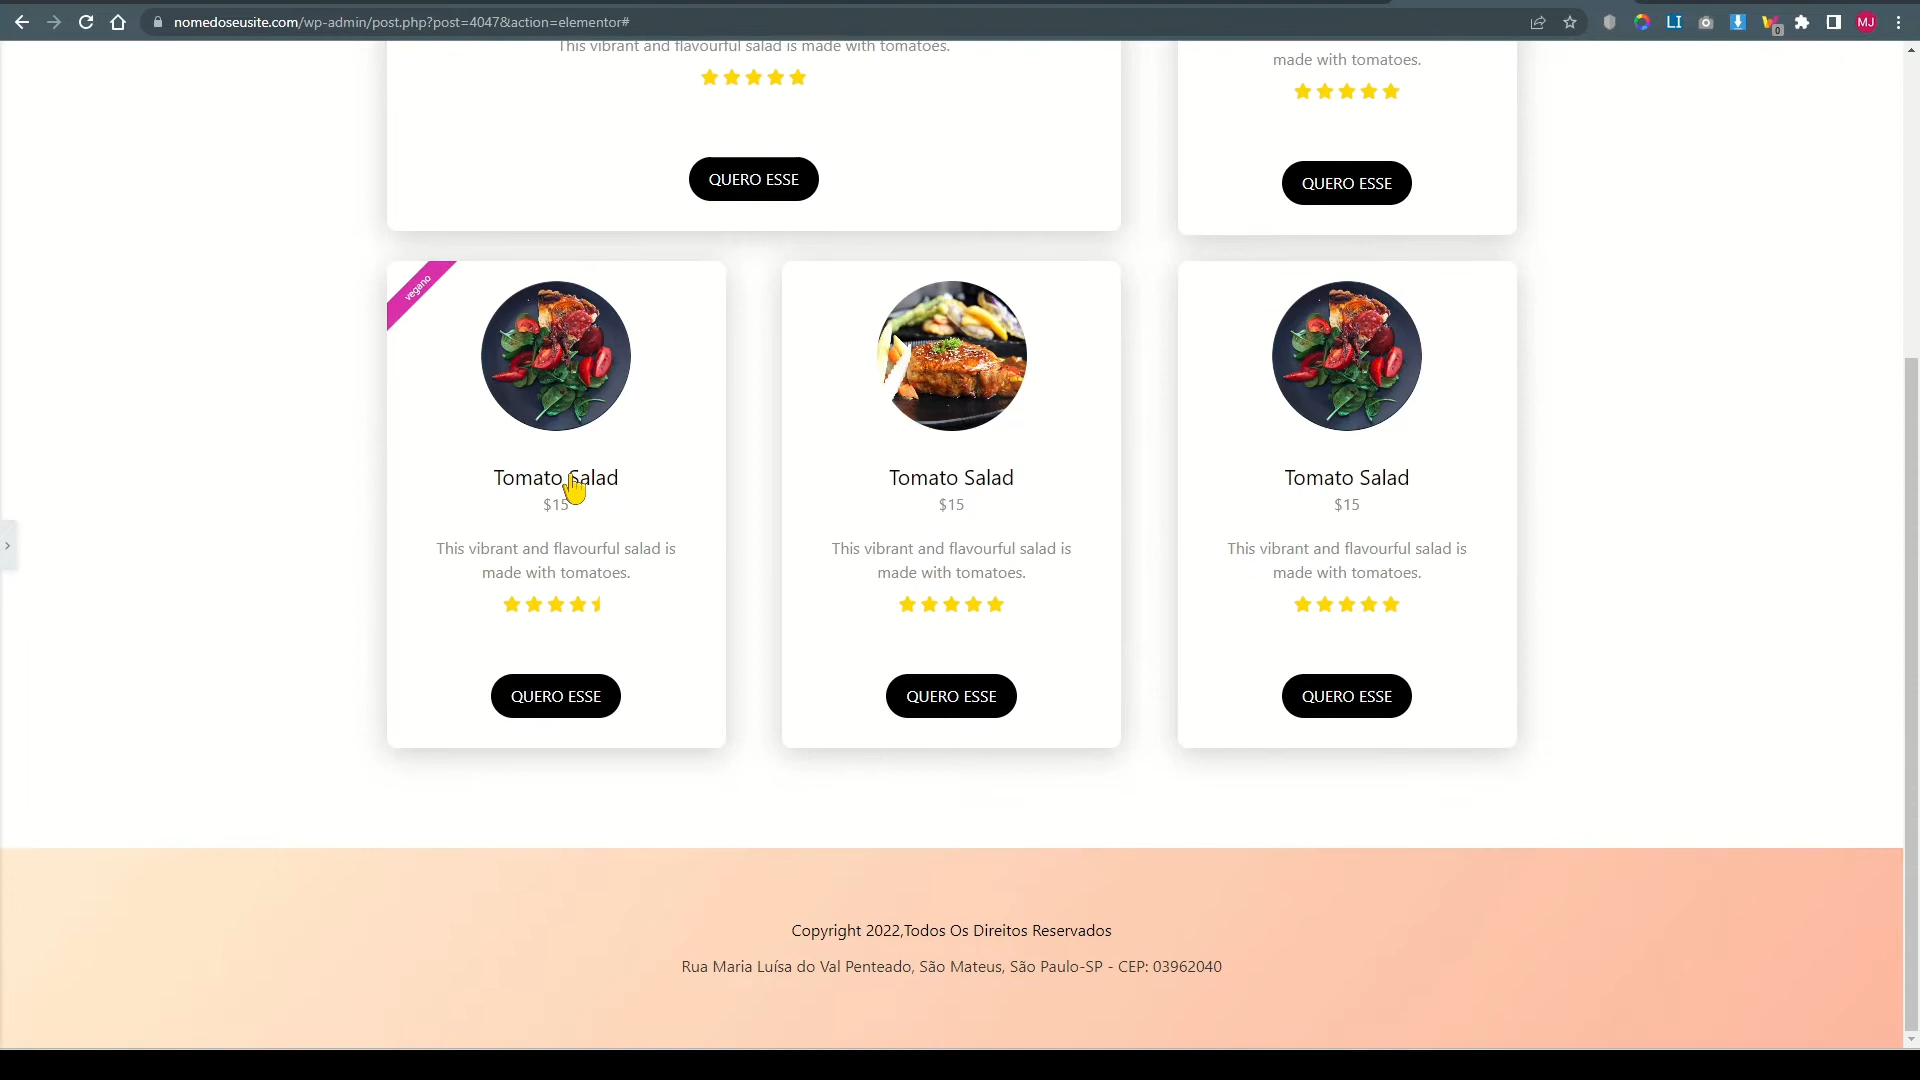 nomedoseusite.com/wp-admin/post.php?post=4047&action=elementor#
LI
0
MJ
This vibrant and flavourful salad is made with tomatoes.
made with tomatoes.
QUERO ESSE
QUERO ESSE
vegano
Tomato Salad
$15
This vibrant and flavourful salad is
made with tomatoes.
QUERO ESSE
Tomato Salad
$15
This vibrant and flavourful salad is
made with tomatoes.
QUERO ESSE
Tomato Salad
$15
This vibrant and flavourful salad is
made with tomatoes.
QUERO ESSE
Copyright 2022,Todos Os Direitos Reservados
Rua Maria Luísa do Val Penteado, São Mateus, São Paulo-SP - CEP: 03962040